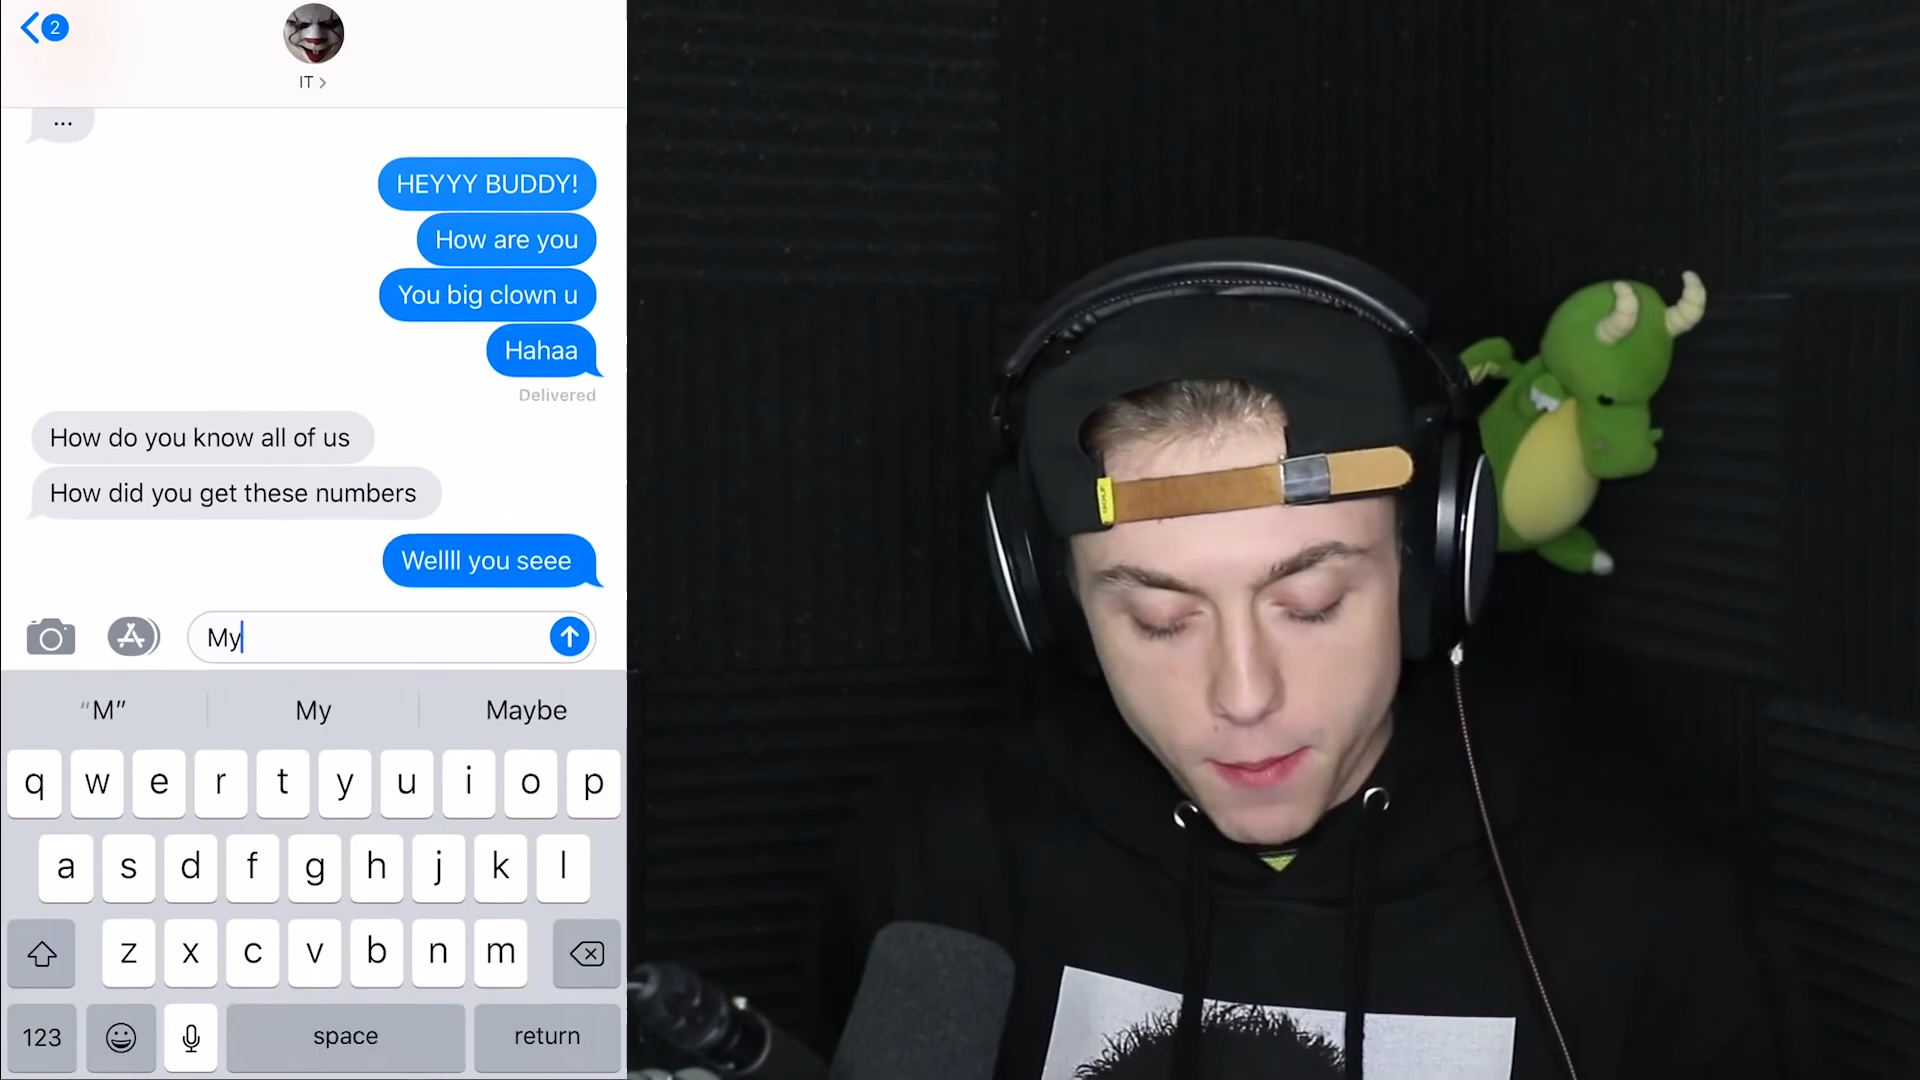 2
IT >
...
HEYYY BUDDY!
How are you
You big clown u
Hahaa
Delivered
How do you know all of us
How did you get these numbers
Wellll you seee
My
“M” My Maybe
q w e r t y u i o p
a s d f g h j k l
z x c v b n m
123 space return